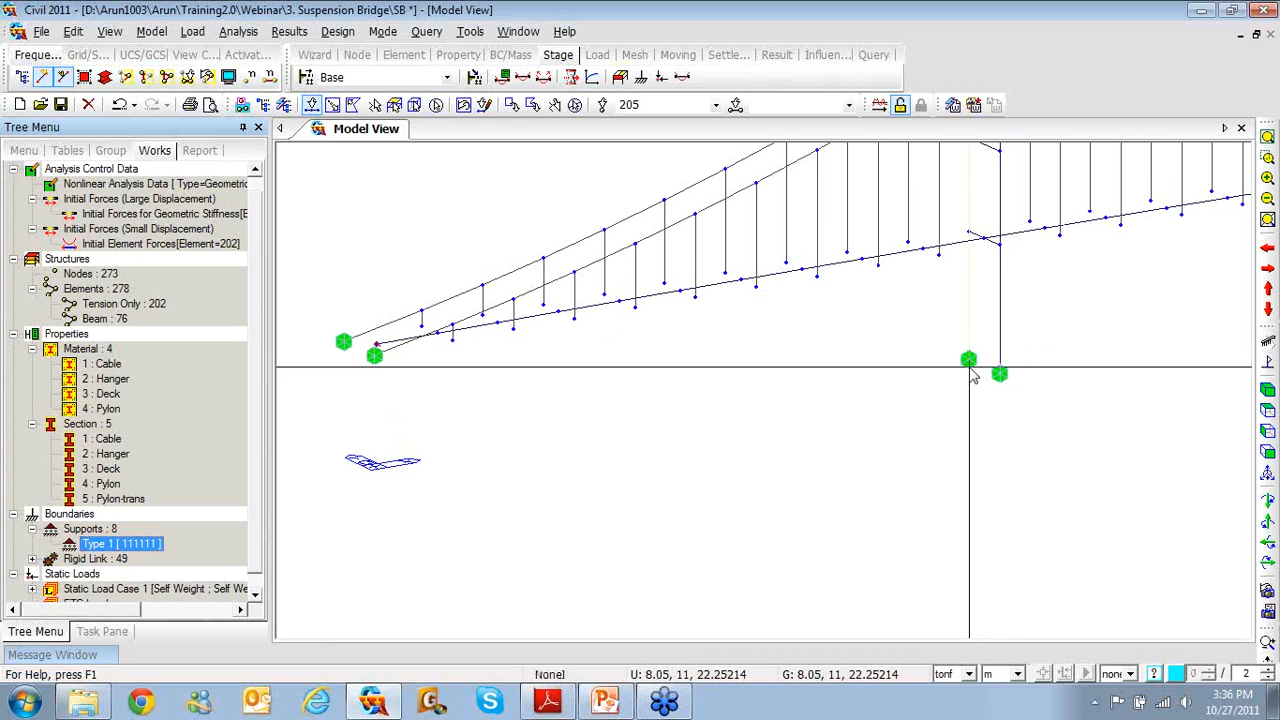 Civil 2011 - [D:\Arun1003\Arun\Training2.0\Webinar\3. Suspension Bridge\SB *] - [Model View]
File Edit View Model Load Analysis Results Design Mode Query Tools Window Help
Freque... Grid/S... UCS/GCS View C... Activat... Wizard Node Element Property BC/Mass Stage Load Mesh Moving Settle... Result Influen... Query
Base
205
Tree Menu
Model View
Menu Tables Group Works Report
Analysis Control Data
Nonlinear Analysis Data [ Type=Geometric
Initial Forces (Large Displacement)
Initial Forces for Geometric Stiffness[E
Initial Forces (Small Displacement)
Initial Element Forces[Element=202]
Structures
Nodes : 273
Elements : 278
Tension Only : 202
Beam : 76
Properties
Material : 4
1 : Cable
2 : Hanger
3 : Deck
4 : Pylon
Section : 5
1 : Cable
2 : Hanger
3 : Deck
4 : Pylon
5 : Pylon-trans
Boundaries
Supports : 8
Type 1 [ 111111 ]
Rigid Link : 49
Static Loads
Static Load Case 1 [Self Weight ; Self We
Tree Menu Task Pane
Message Window
For Help, press F1 None! U: 8.05, 11, 22.25214 G: 8.05, 11, 22.25214 tonf m none ? / 2
3:36 PM
10/27/2011